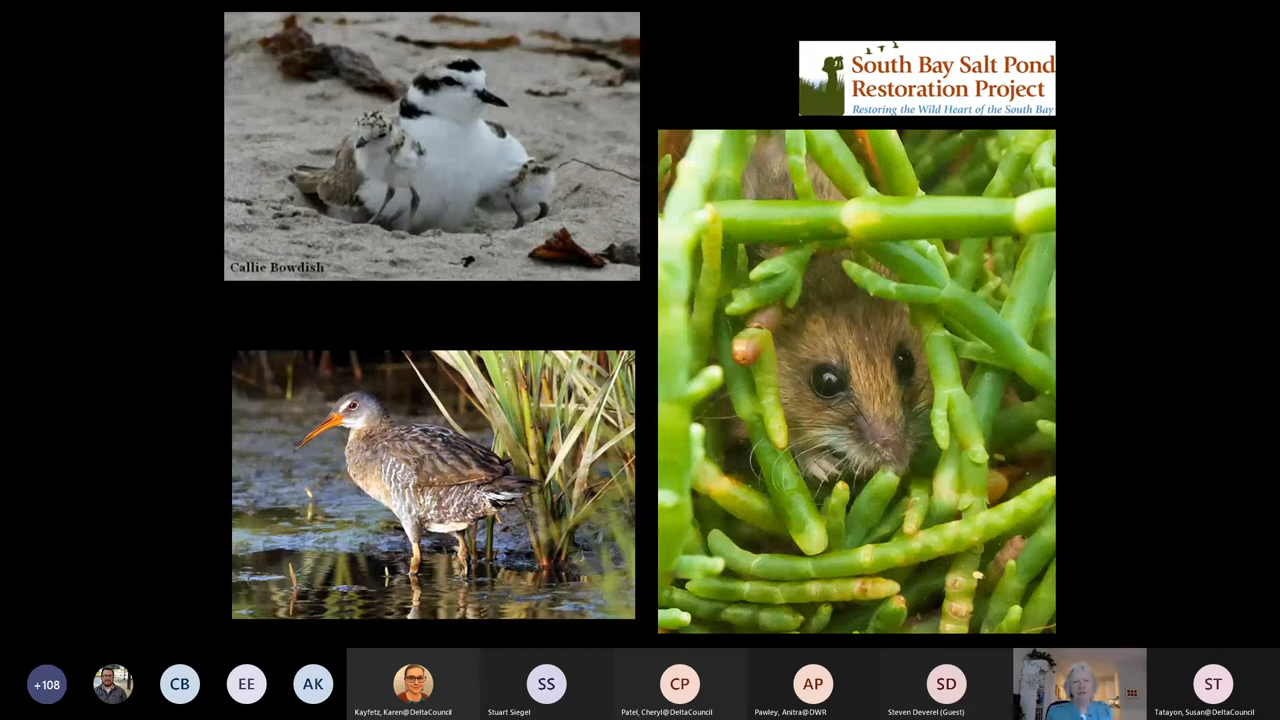 South Bay Salt Pond
Restoration Project
Restoring the Wild Heart of the South Bay
Callie Bowdish
+108
CB
EE
AK
SS
CP
AP
SD
ST
Kayfetz, Karen@DeltaCouncil
Stuart Siegel
Patel, Cheryl@DeltaCouncil
Pawley, Anitra@DWR
Steven Deverel (Guest)
Tatayon, Susan@DeltaCouncil